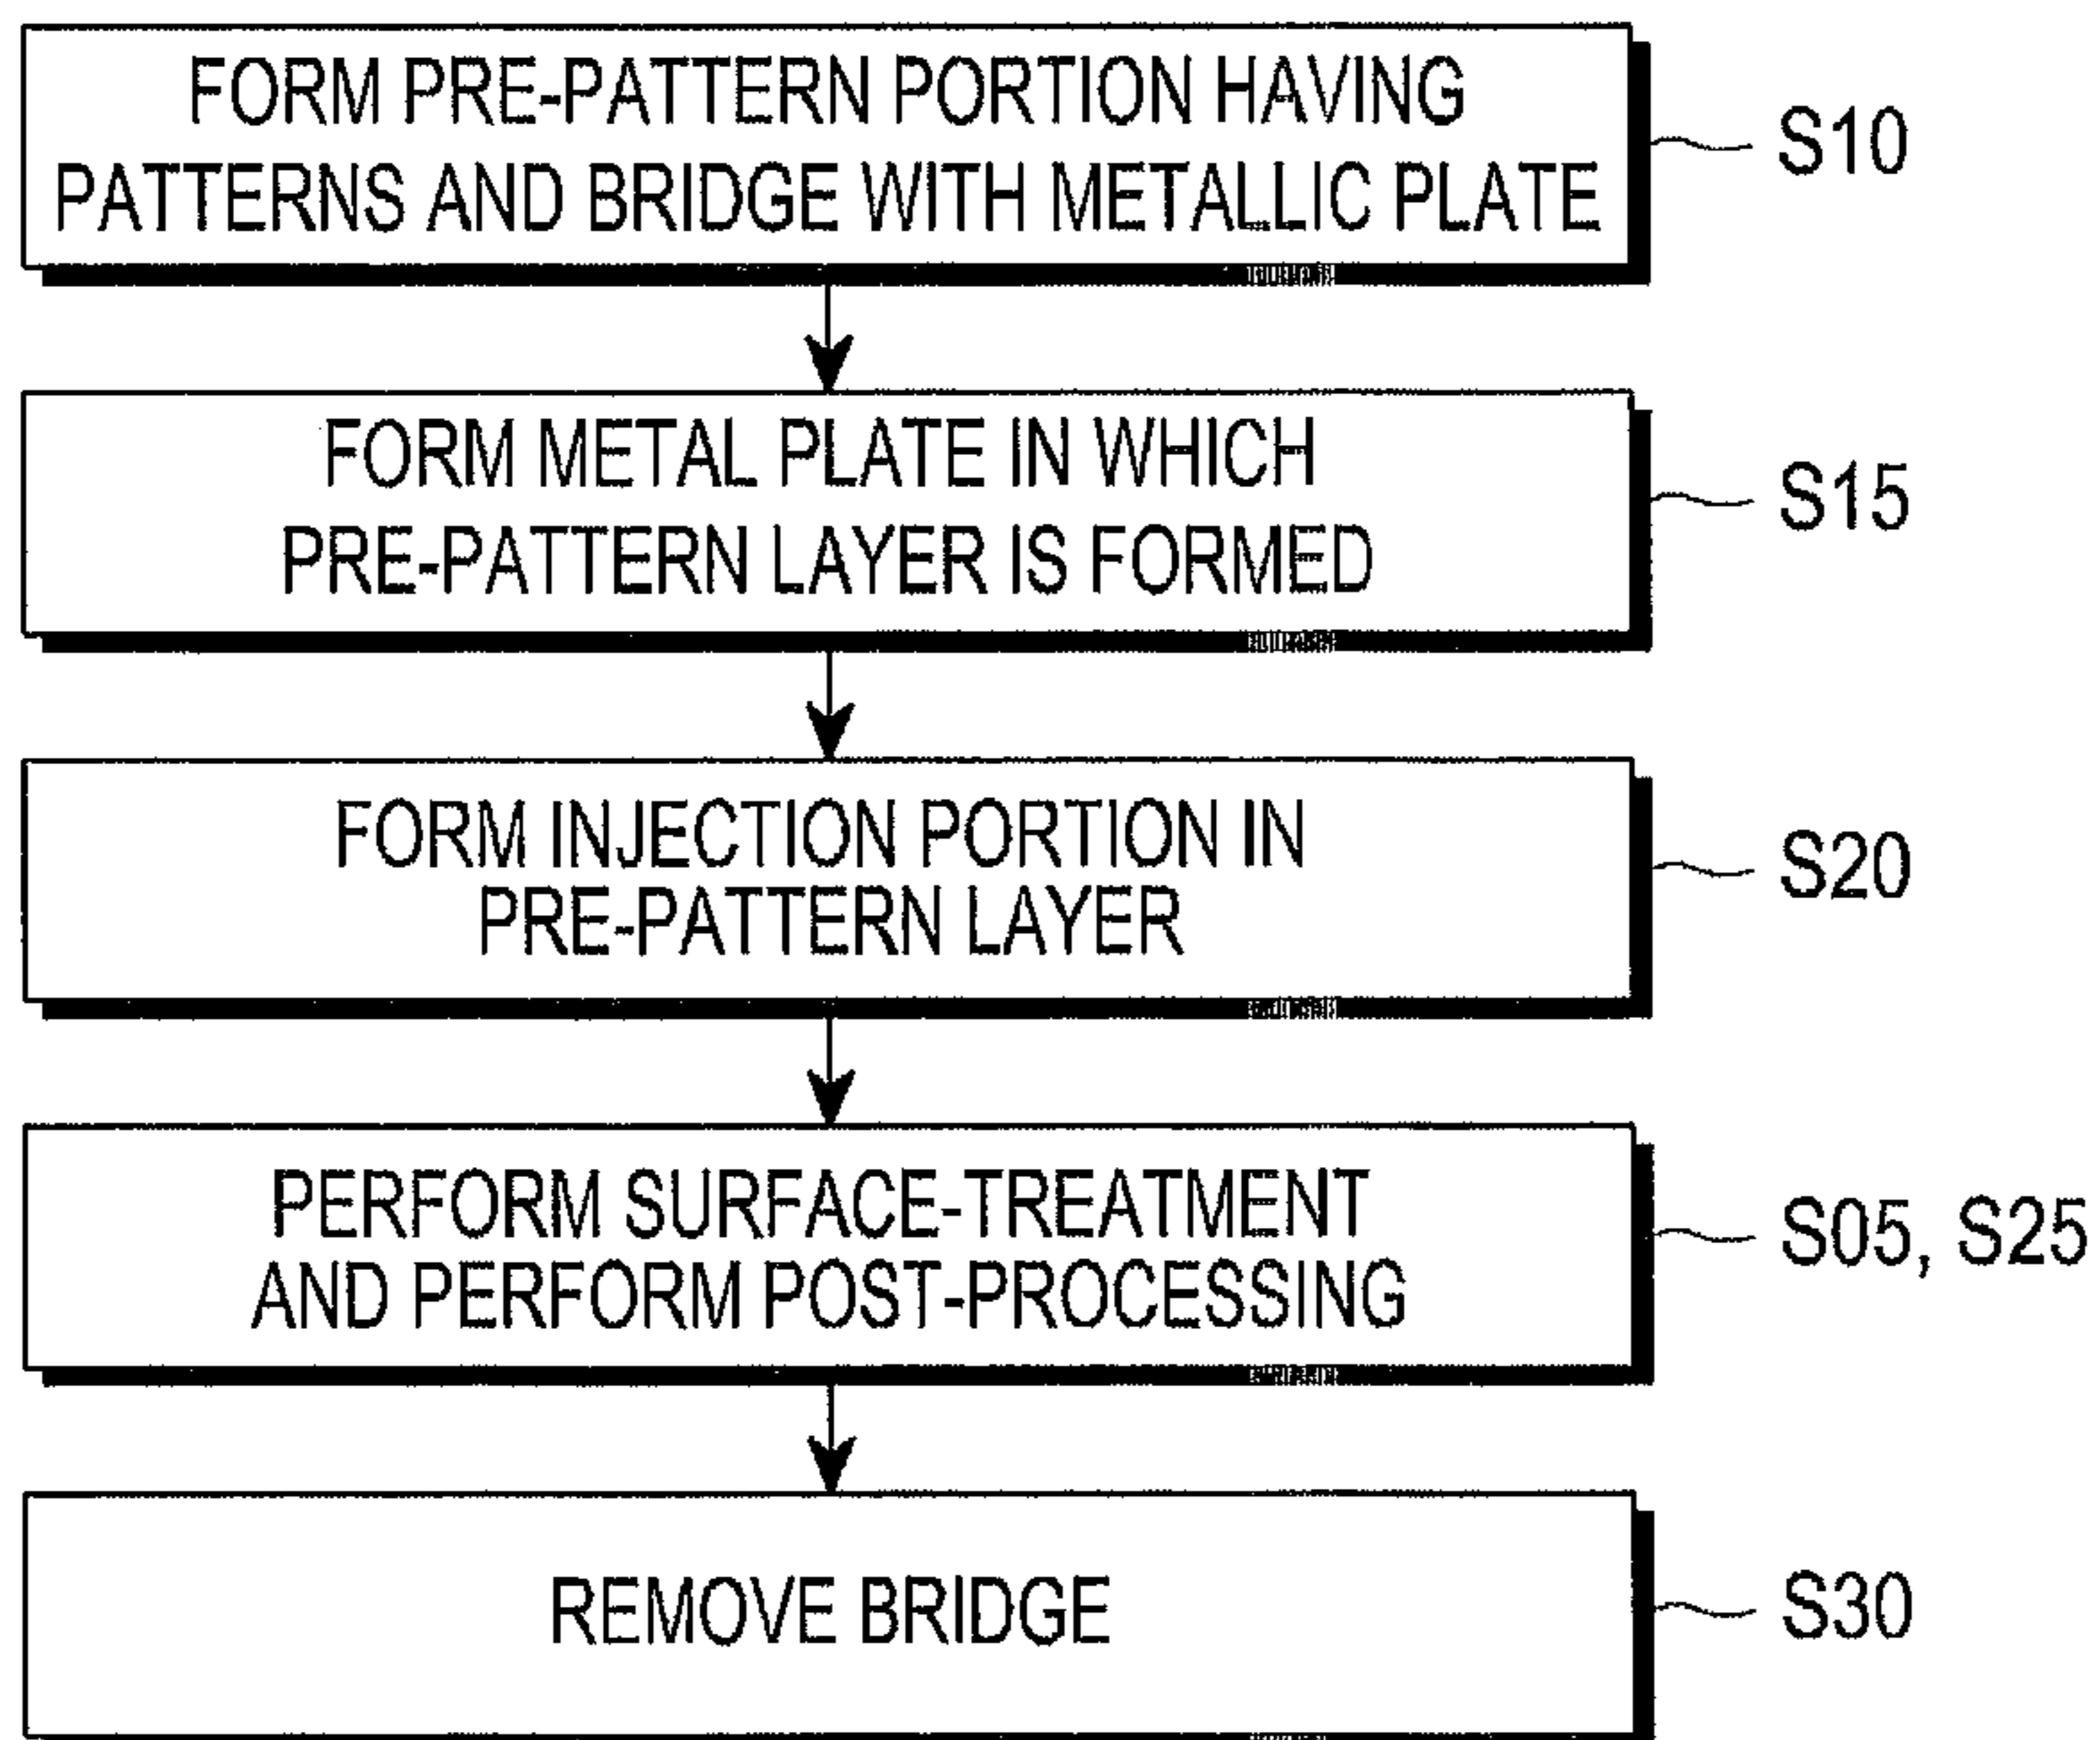 FORM PRE-PATTERN PORTION HAVING
PATTERNS AND BRIDGE WITH METALLIC PLATE
S10
FORM METAL PLATE IN WHICH
PRE-PATTERN LAYER IS FORMED
S15
FORM INJECTION PORTION IN
PRE-PATTERN LAYER
S20
PERFORM SURFACE-TREATMENT
AND PERFORM POST-PROCESSING
S05, S25
REMOVE BRIDGE
S30